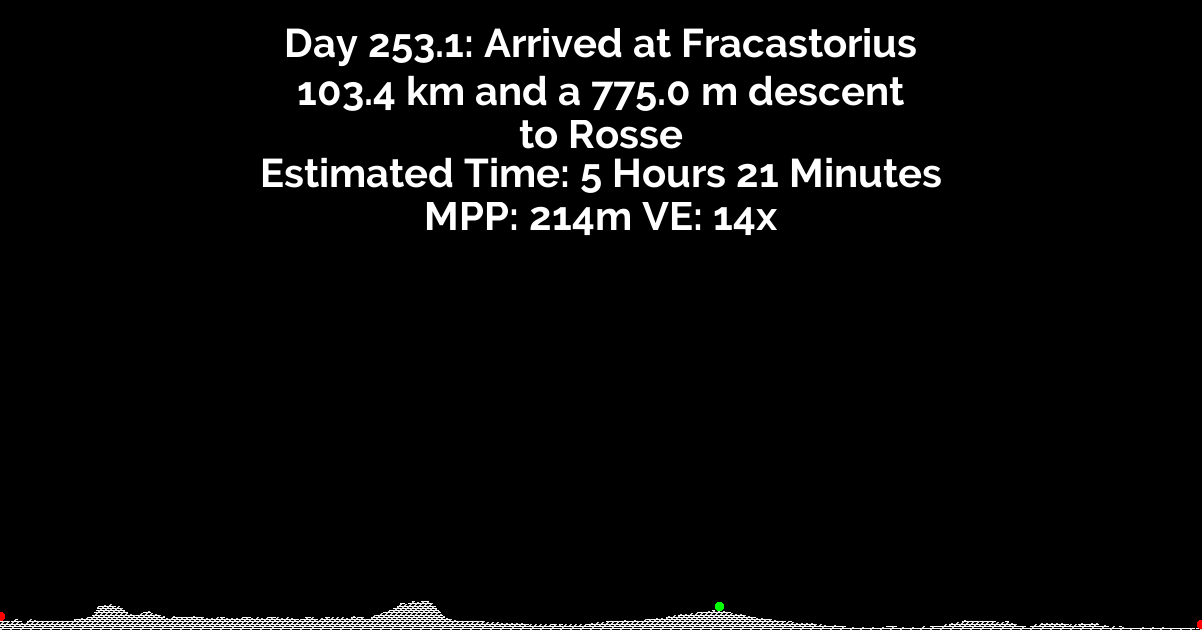 Day 253.1: Arrived at Fracastorius
103.4 km and a 775.0 m descent
to Rosse
Estimated Time: 5 Hours 21 Minutes
MPP: 214m VE: 14x